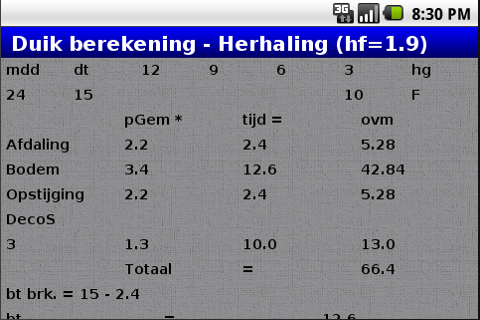 3G 8:30 PM
Duik berekening - Herhaling (hf=1.9)
mdd dt 12 9 6 3 hg
24 15 10 F
pGem * tijd = ovm
Afdaling 2.2 2.4 5.28
Bodem 3.4 12.6 42.84
Opstijging 2.2 2.4 5.28
DecoS
3 1.3 10.0 13.0
Totaal = 66.4
bt brk. = 15 - 2.4
bt = 12.6